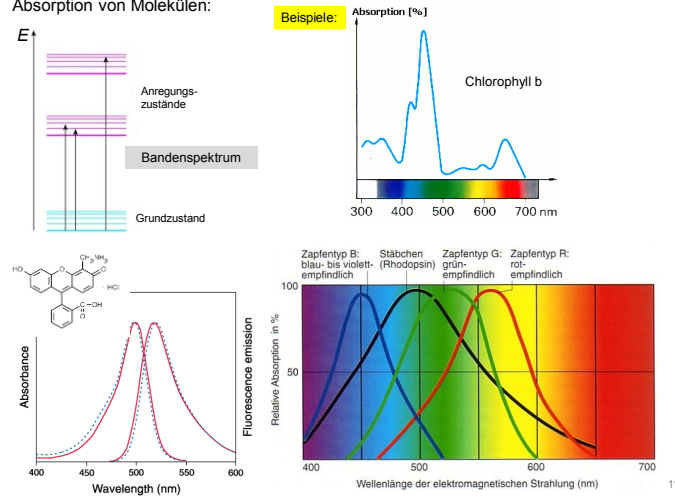 Absorption von Molekülen:
E
Anregungs-
zustände
Bandenspektrum
Grundzustand
Beispiele:
Absorption [%]
Chlorophyll b
300 400 500 600 700 nm
HO
O
O
CH2NH2
· HCl
C
OH
O
Absorbance
Fluorescence emission
400 450 500 550 600
Wavelength (nm)
Zapfentyp B:
blau- bis violett-
empfindlich
Stäbchen
(Rhodopsin)
Zapfentyp G:
grün-
empfindlich
Zapfentyp R:
rot-
empfindlich
Relative Absorption in %
100
50
400 500 600 700
Wellenlänge der elektromagnetischen Strahlung (nm)